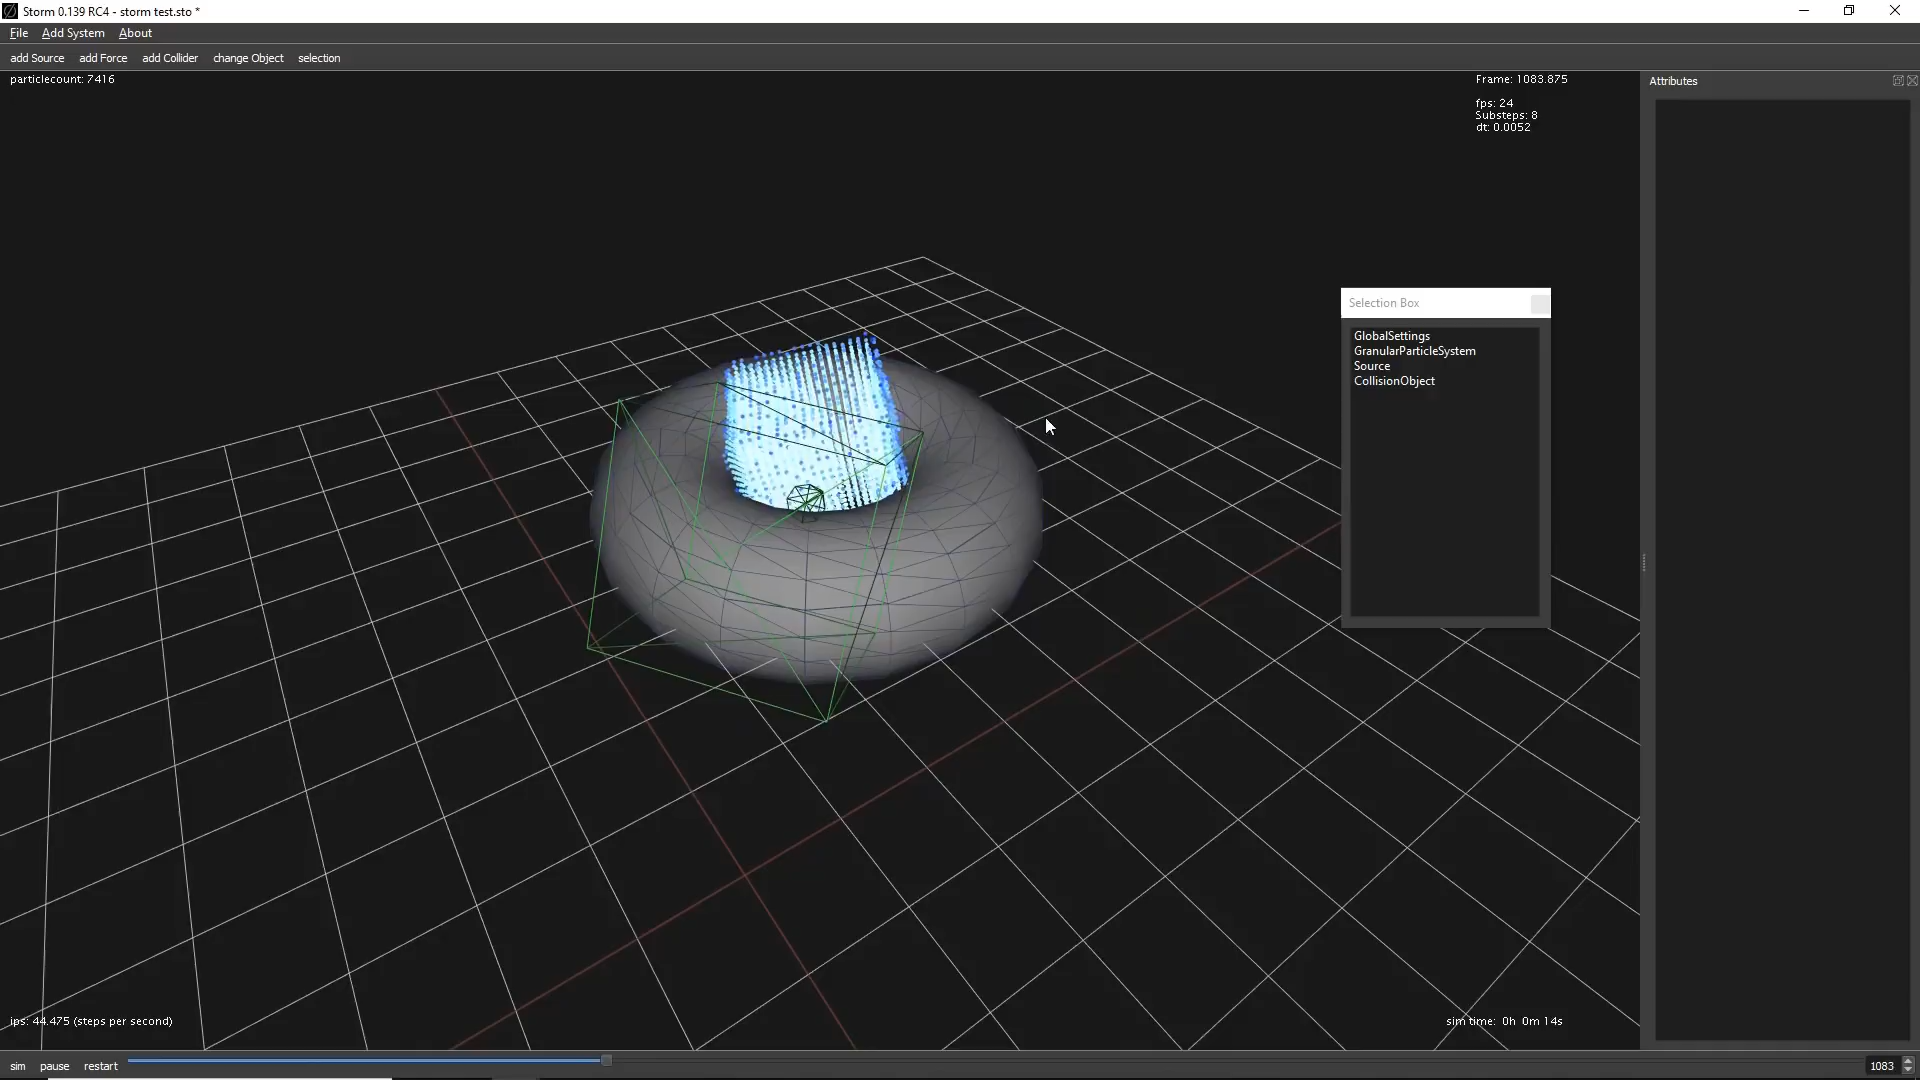 Storm 0.139 RC4 - storm test.sto *
File Add System About
add Source add Force add Collider change Object selection
particlecount: 7416
Frame: 1083.875
fps: 24
Substeps: 8
dt: 0.0052
Attributes
Selection Box
GlobalSettings
GranularParticleSystem
Source
CollisionObject
ips: 44.475 (steps per second)
sim time: 0h 0m 14s
sim pause restart
1083